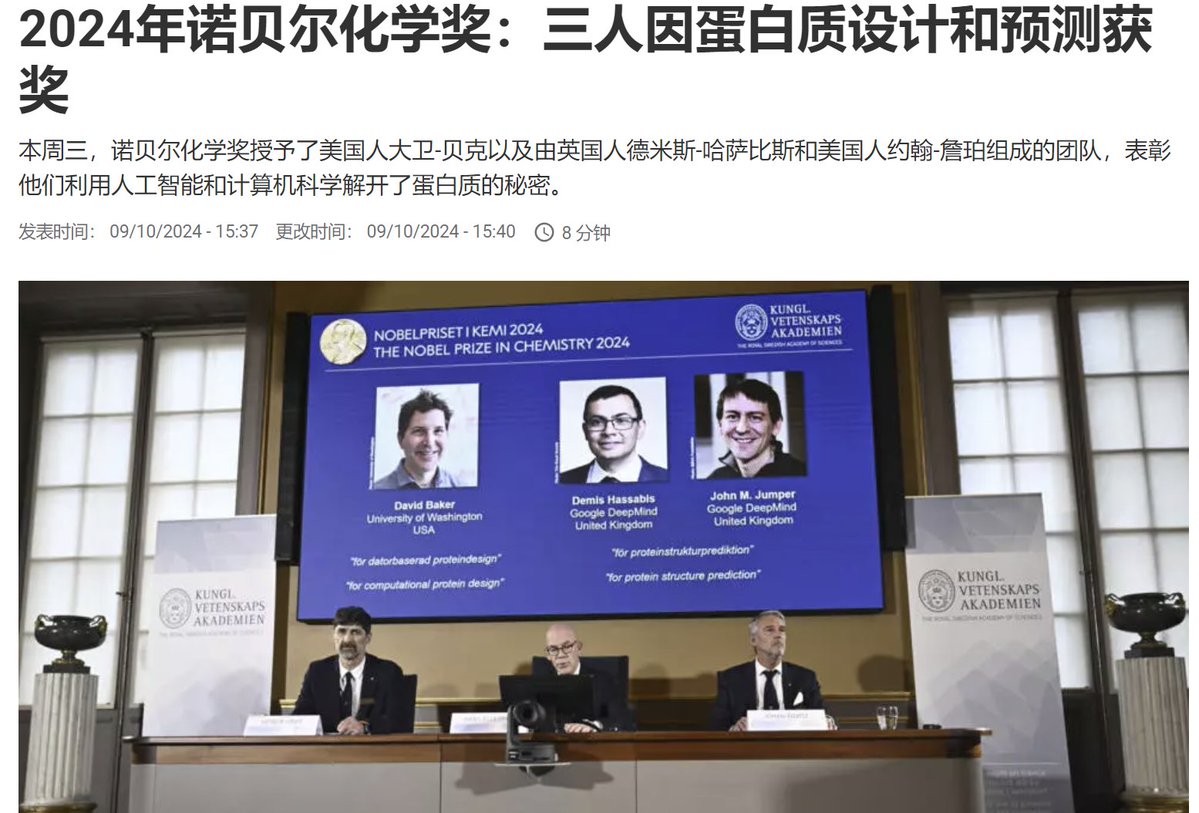 2024年诺贝尔化学奖：三人因蛋白质设计和预测获
奖
本周三，诺贝尔化学奖授予了美国人大卫-贝克以及由英国人德米斯-哈萨比斯和美国人约翰-詹珀组成的团队，表彰
他们利用人工智能和计算机科学解开了蛋白质的秘密。
发表时间： 09/10/2024 - 15:37 更改时间： 09/10/2024 - 15:40 8 分钟
NOBELPRISET I KEMI 2024
THE NOBEL PRIZE IN CHEMISTRY 2024
KUNGL.
VETENSKAPS
AKADEMIEN
THE ROYAL SWEDISH ACADEMY OF SCIENCES
David Baker
University of Washington
USA
"för datorbaserad proteindesign"
"for computational protein design"
Demis Hassabis
Google DeepMind
United Kingdom
John M. Jumper
Google DeepMind
United Kingdom
"för proteinstrukturprediktion"
"for protein structure prediction"
KUNGL.
VETENSKAPS
AKADEMIEN
THE ROYAL SWEDISH ACADEMY OF SCIENCES
KUNGL.
VETENSKAPS
AKADEMIEN
THE ROYAL SWEDISH ACADEMY OF SCIENCES